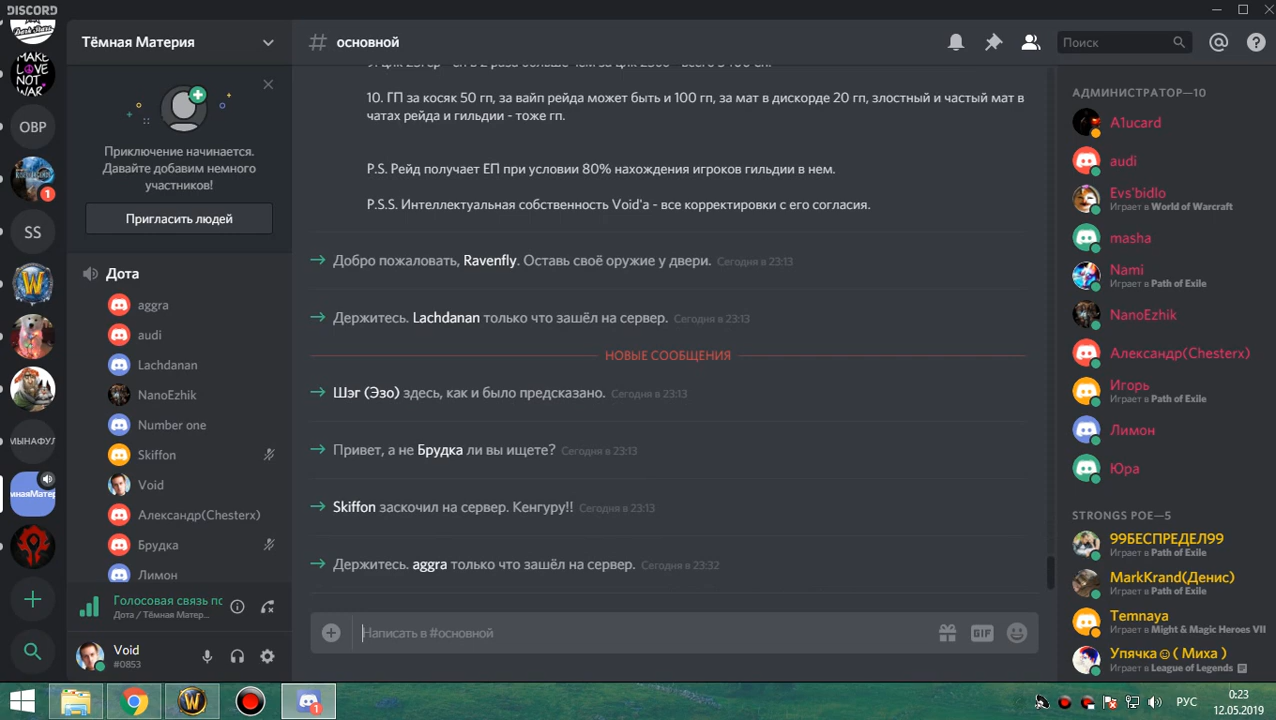 DISCORD
MAKE
LOVE
NOT
WAR
ОВР
1
SS
Тёмная Материя
Приключение начинается.
Давайте добавим немного
участников!
Пригласить людей
Дота
aggra
audi
Lachdanan
NanoEzhik
Number one
Skiffon
Void
Александр(Chesterx)
Брудка
Лимон
Голосовая связь по
Дота / Тёмная Матер...
Void
#0853
# основной
10. ГП за косяк 50 гп, за вайп рейда может быть и 100 гп, за мат в дискорде 20 гп, злостный и частый мат в
чатах рейда и гильдии - тоже гп.
P.S. Рейд получает ЕП при условии 80% нахождения игроков гильдии в нем.
P.S.S. Интеллектуальная собственность Void'a - все корректировки с его согласия.
Добро пожаловать, Ravenfly. Оставь своё оружие у двери. Сегодня в 23:13
Держитесь. Lachdanan только что зашёл на сервер. Сегодня в 23:13
НОВЫЕ СООБЩЕНИЯ
Шэг (Эзо) здесь, как и было предсказано. Сегодня в 23:13
Привет, а не Брудка ли вы ищете? Сегодня в 23:13
Skiffon заскочил на сервер. Кенгуру!! Сегодня в 23:13
Держитесь. aggra только что зашёл на сервер. Сегодня в 23:32
Написать в #основной
GIF
Поиск
АДМИНИСТРАТОР—10
A1ucard
audi
Evs'bidlo
Играет в World of Warcraft
masha
Nami
Играет в Path of Exile
NanoEzhik
Александр(Chesterx)
Игорь
Играет в Path of Exile
Лимон
Юра
STRONGS POE—5
99БЕСПРЕДЕЛ99
Играет в Path of Exile
MarkKrand(Денис)
Играет в Path of Exile
Temnaya
Играет в Might & Magic Heroes VII
Упячка☺( Миха )
Играет в League of Legends
1
РУС
0:23
12.05.2019